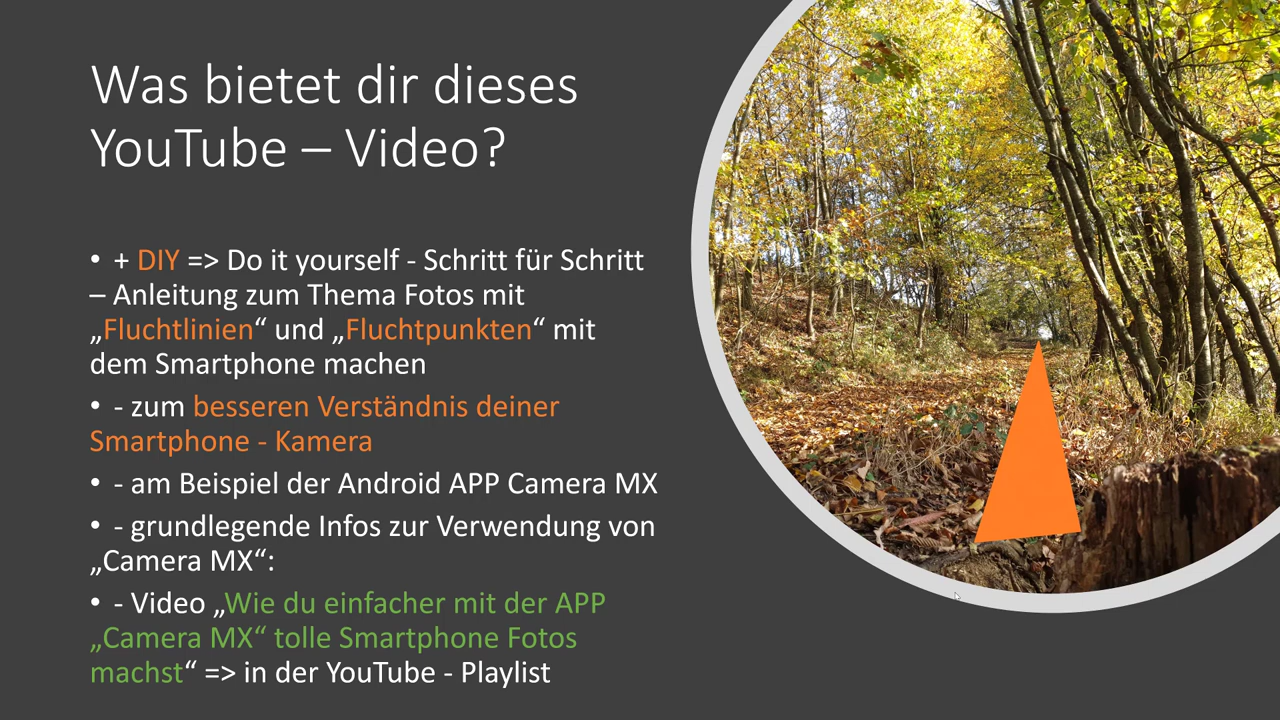 Was bietet dir dieses
YouTube – Video?
• + DIY => Do it yourself - Schritt für Schritt
– Anleitung zum Thema Fotos mit
„Fluchtlinien“ und „Fluchtpunkten“ mit
dem Smartphone machen
• - zum besseren Verständnis deiner
Smartphone - Kamera
• - am Beispiel der Android APP Camera MX
• - grundlegende Infos zur Verwendung von
„Camera MX“:
• - Video „Wie du einfacher mit der APP
„Camera MX“ tolle Smartphone Fotos
machst“ => in der YouTube - Playlist